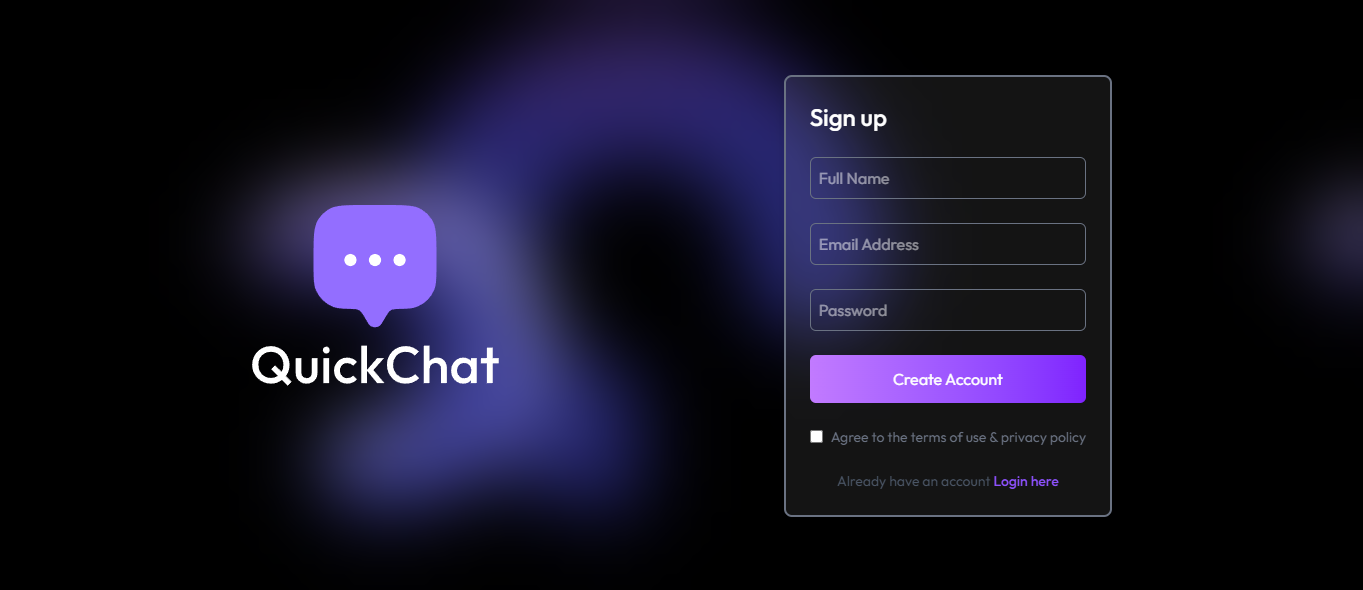 QuickChat
Sign up
Full Name
Email Address
Password
Create Account
Agree to the terms of use & privacy policy
Already have an account Login here